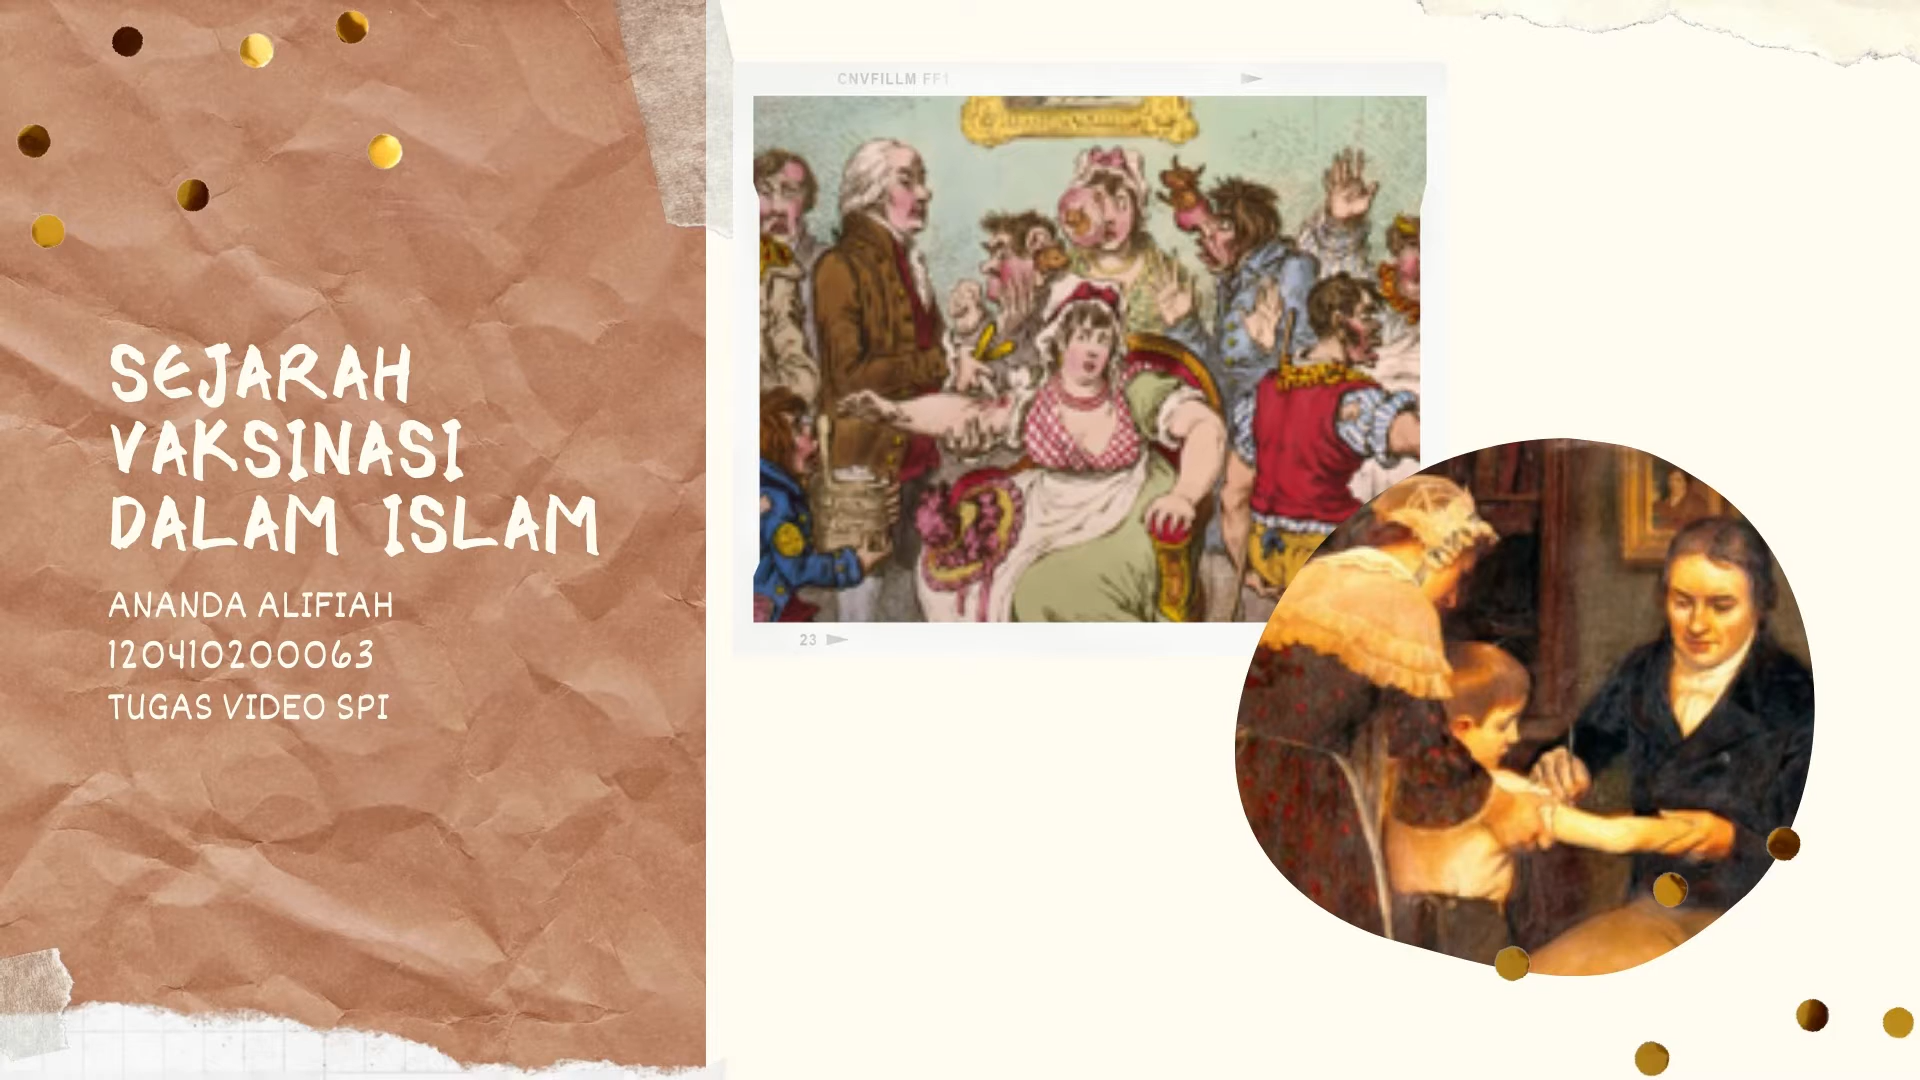 SEJARAH
VAKSINASI
DALAM ISLAM
ANANDA ALIFIAH
120410200063
TUGAS VIDEO SPI
CNVFILLM FF1
23